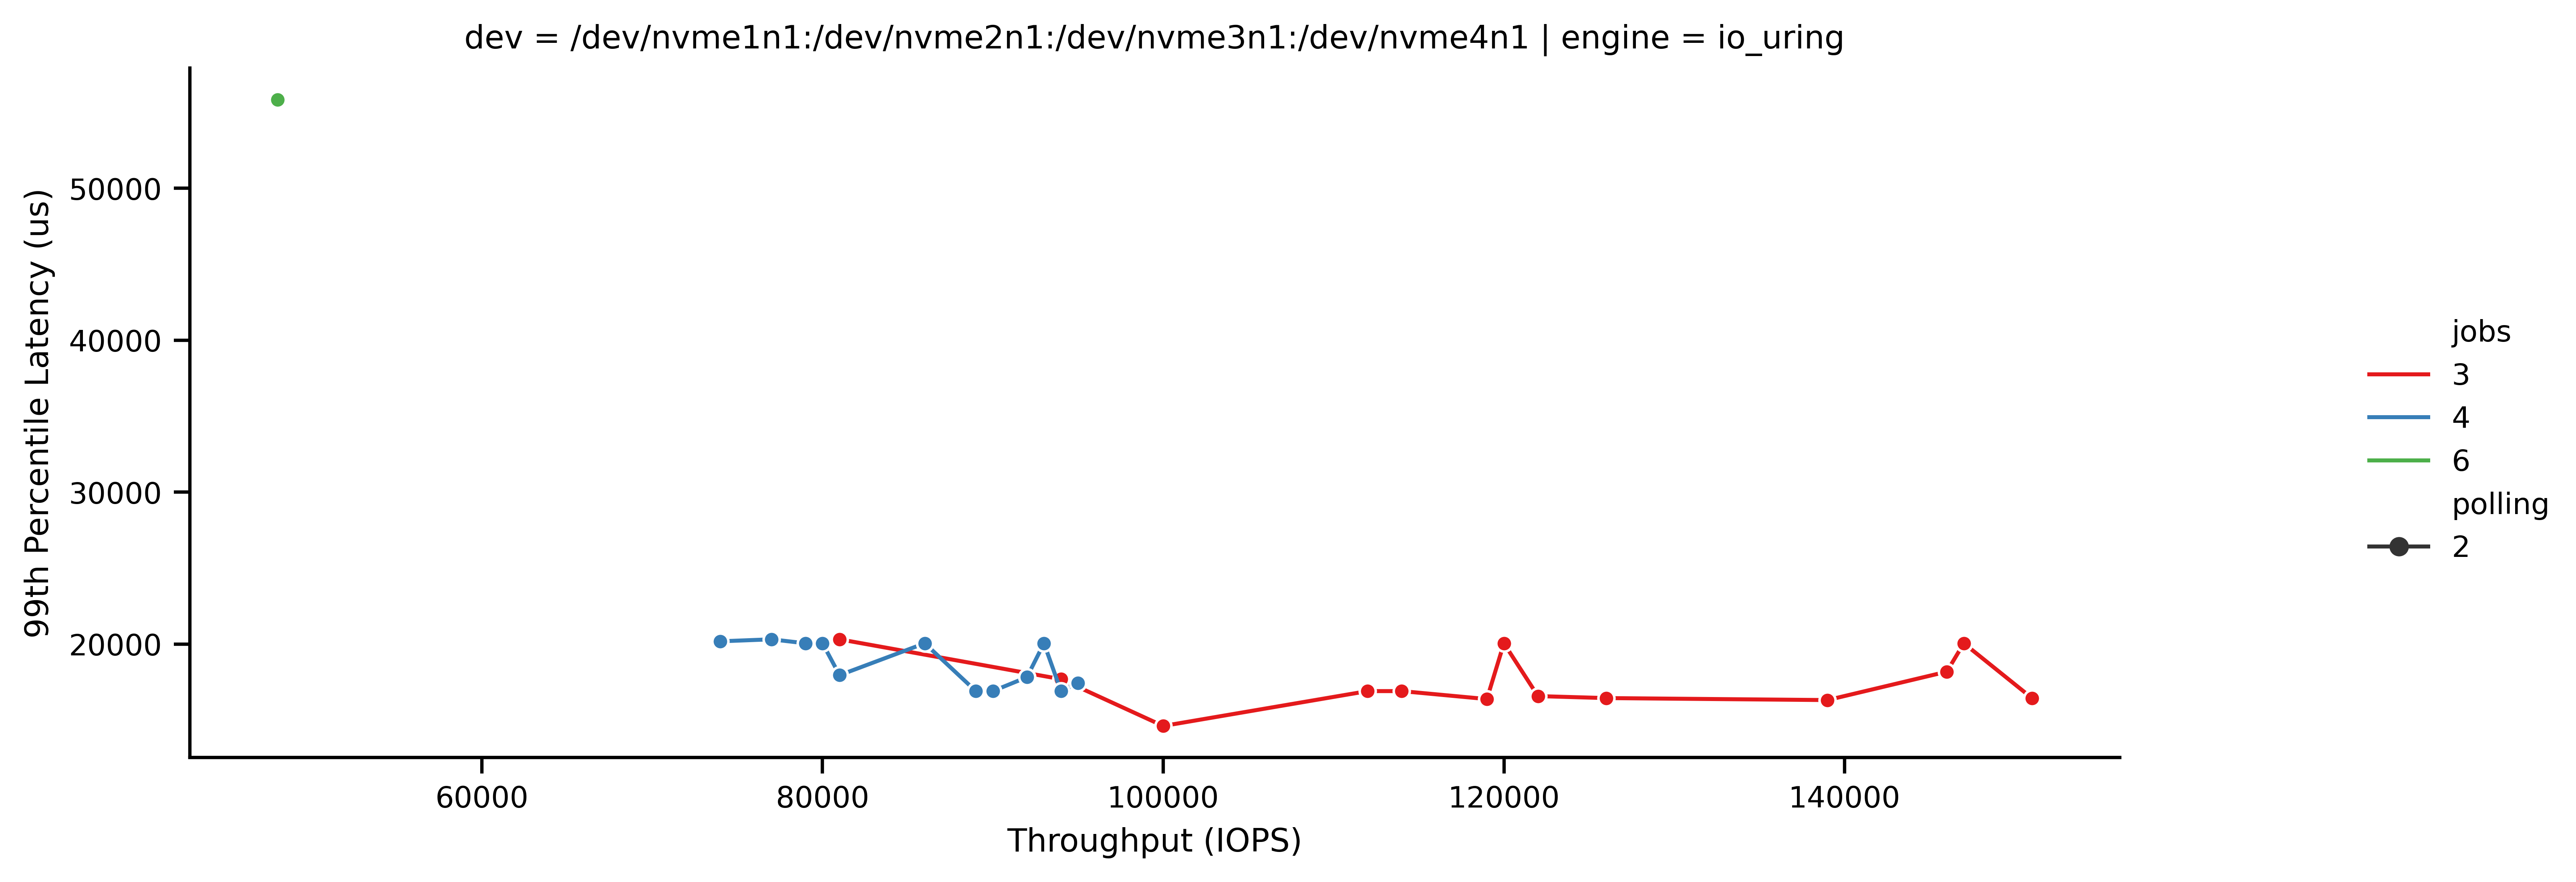 dev = /dev/nvme1n1:/dev/nvme2n1:/dev/nvme3n1:/dev/nvme4n1 | engine = io_uring
99th Percentile Latency (us)
50000
40000
30000
20000
60000
80000
100000
120000
140000
Throughput (IOPS)
jobs
3
4
6
polling
2